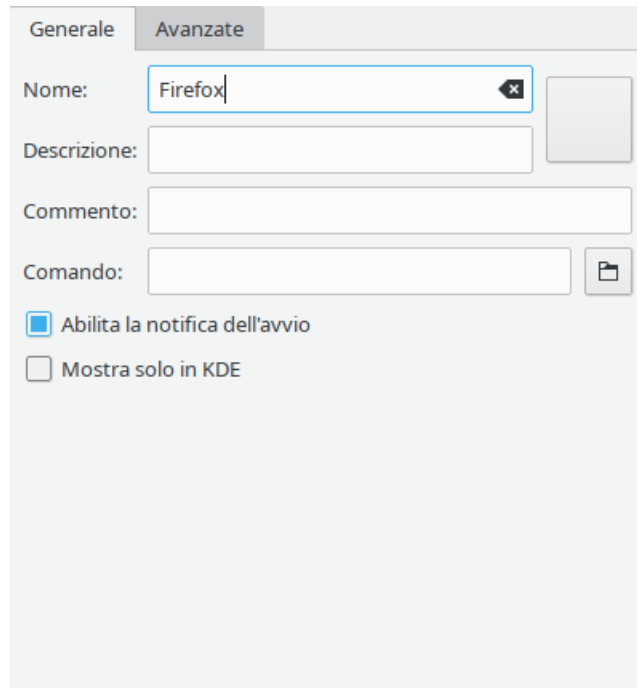 Generale Avanzate
Nome: Firefox
Descrizione:
Commento:
Comando:
Abilita la notifica dell'avvio
Mostra solo in KDE